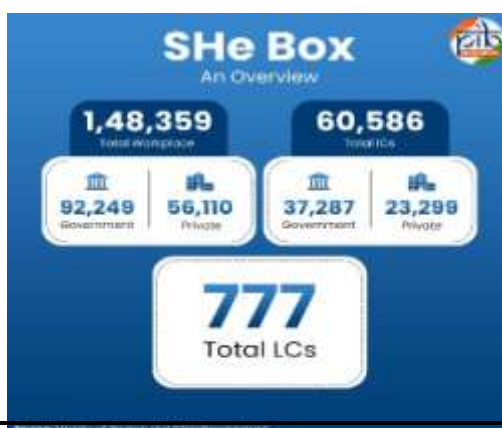 SHe Box
An Overview
1,48,359
Total Workplace
60,586
Total ICs
92,249
Government
56,110
Private
37,287
Government
23,299
Private
777
Total LCs